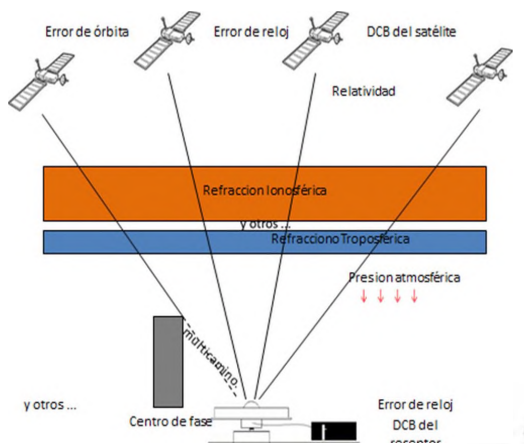 Error de órbita
Error de reloj
DCB del satélite
Relatividad
Refraccion Ionosférica
y otros ...
Refracciono Troposférica
Presion atmosférica
multicamino
y otros ...
Centro de fase
Error de reloj
DCB del
receptor